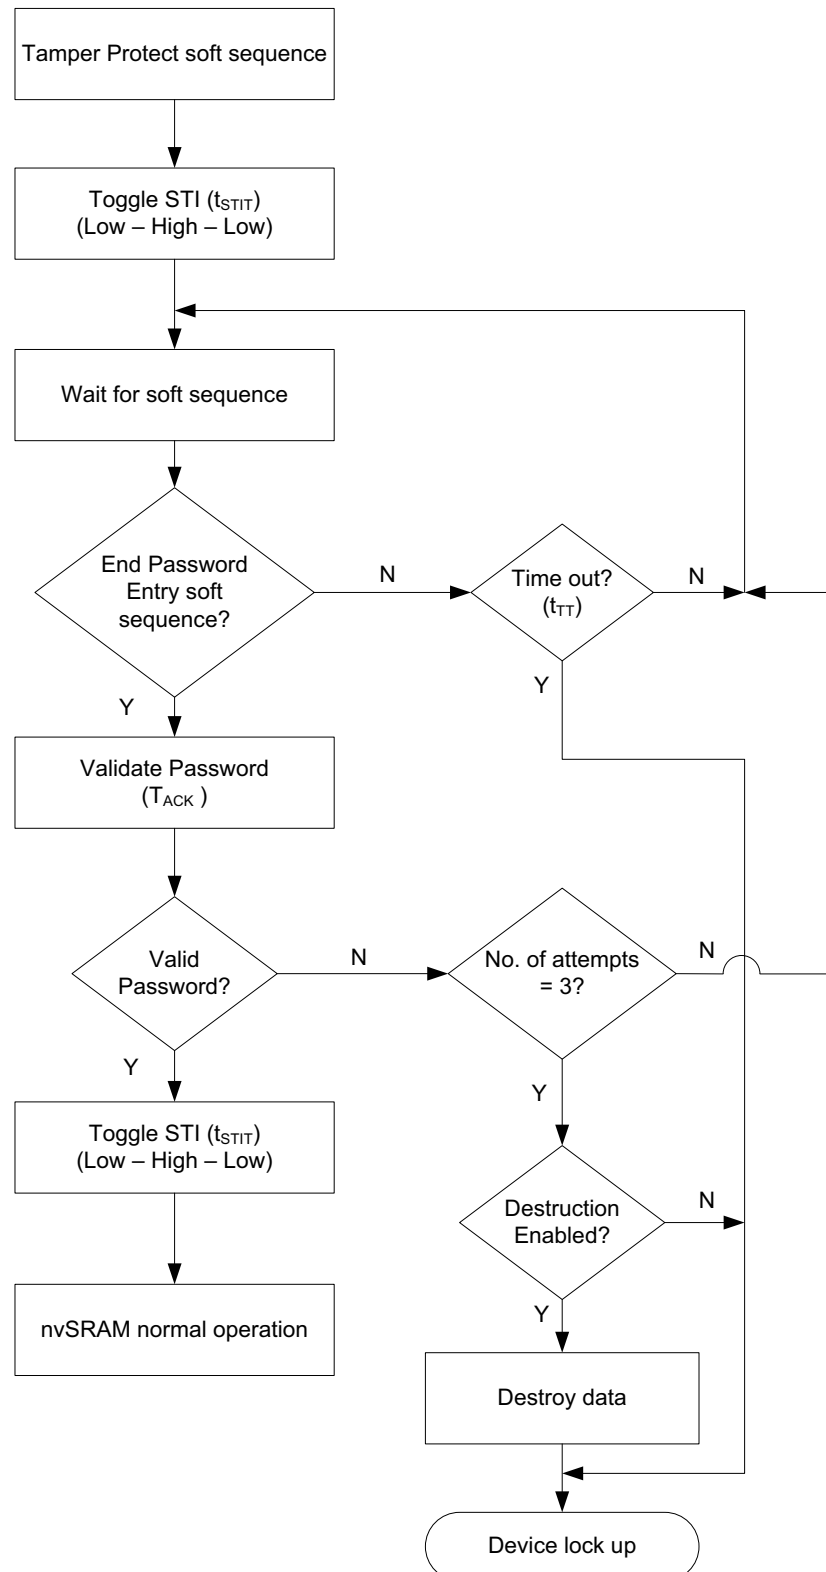 Tamper Protect soft sequence
Toggle STI (tSTIT)
(Low – High – Low)
Wait for soft sequence
End Password
Entry soft
sequence?
N
Time out?
(tTT)
N
Y
Y
Validate Password
(TACK )
Valid
Password?
N
No. of attempts
= 3?
N
Y
Y
Toggle STI (tSTIT)
(Low – High – Low)
Destruction
Enabled?
N
Y
nvSRAM normal operation
Destroy data
Device lock up